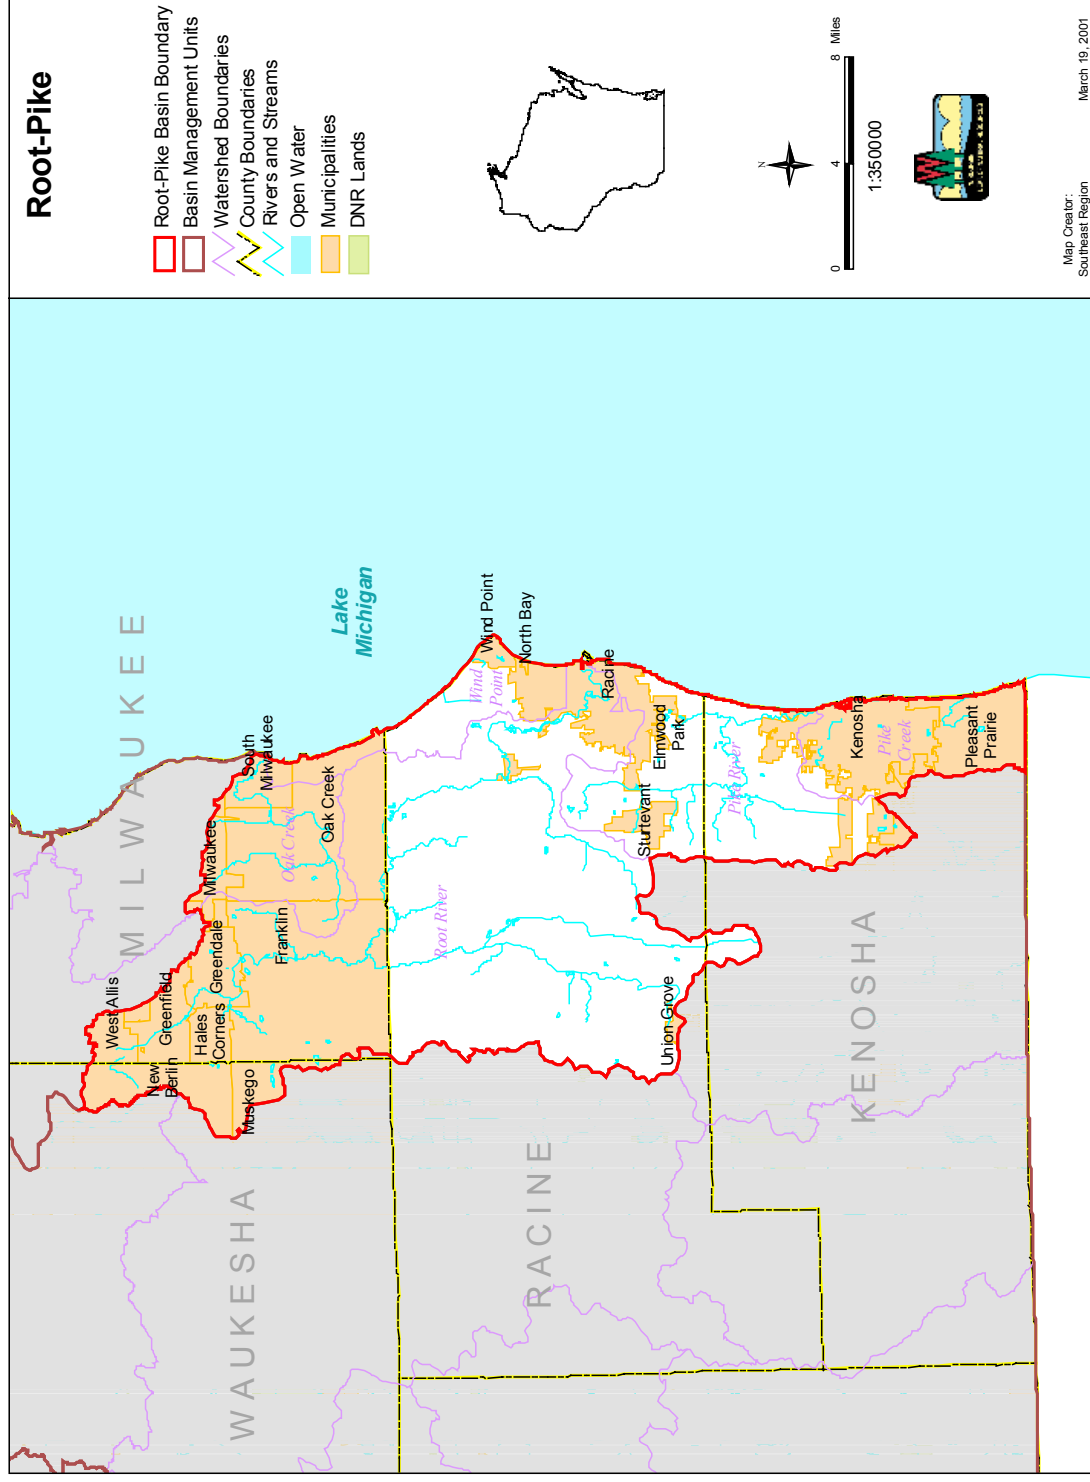 Root-Pike
Root-Pike Basin Boundary
Basin Management Units
Watershed Boundaries
County Boundaries
Rivers and Streams
Open Water
Municipalities
DNR Lands
N
0 4 8 Miles
1:350000
Map Creator:
Southeast Region
March 19, 2001
MILWAUKEE
WAUKESHA
RACINE
KENOSHA
Lake
Michigan
West Allis
New
Berlin
Greenfield
Hales
Corners
Greendale
Milwaukee
South
Milwaukee
Muskego
Franklin
Oak Creek
Oak Creek
Root River
Wind Point
Wind
Point
North Bay
Racine
Elmwood
Park
Sturtevant
Union Grove
Pike River
Kenosha
Pike
Creek
Pleasant
Prairie